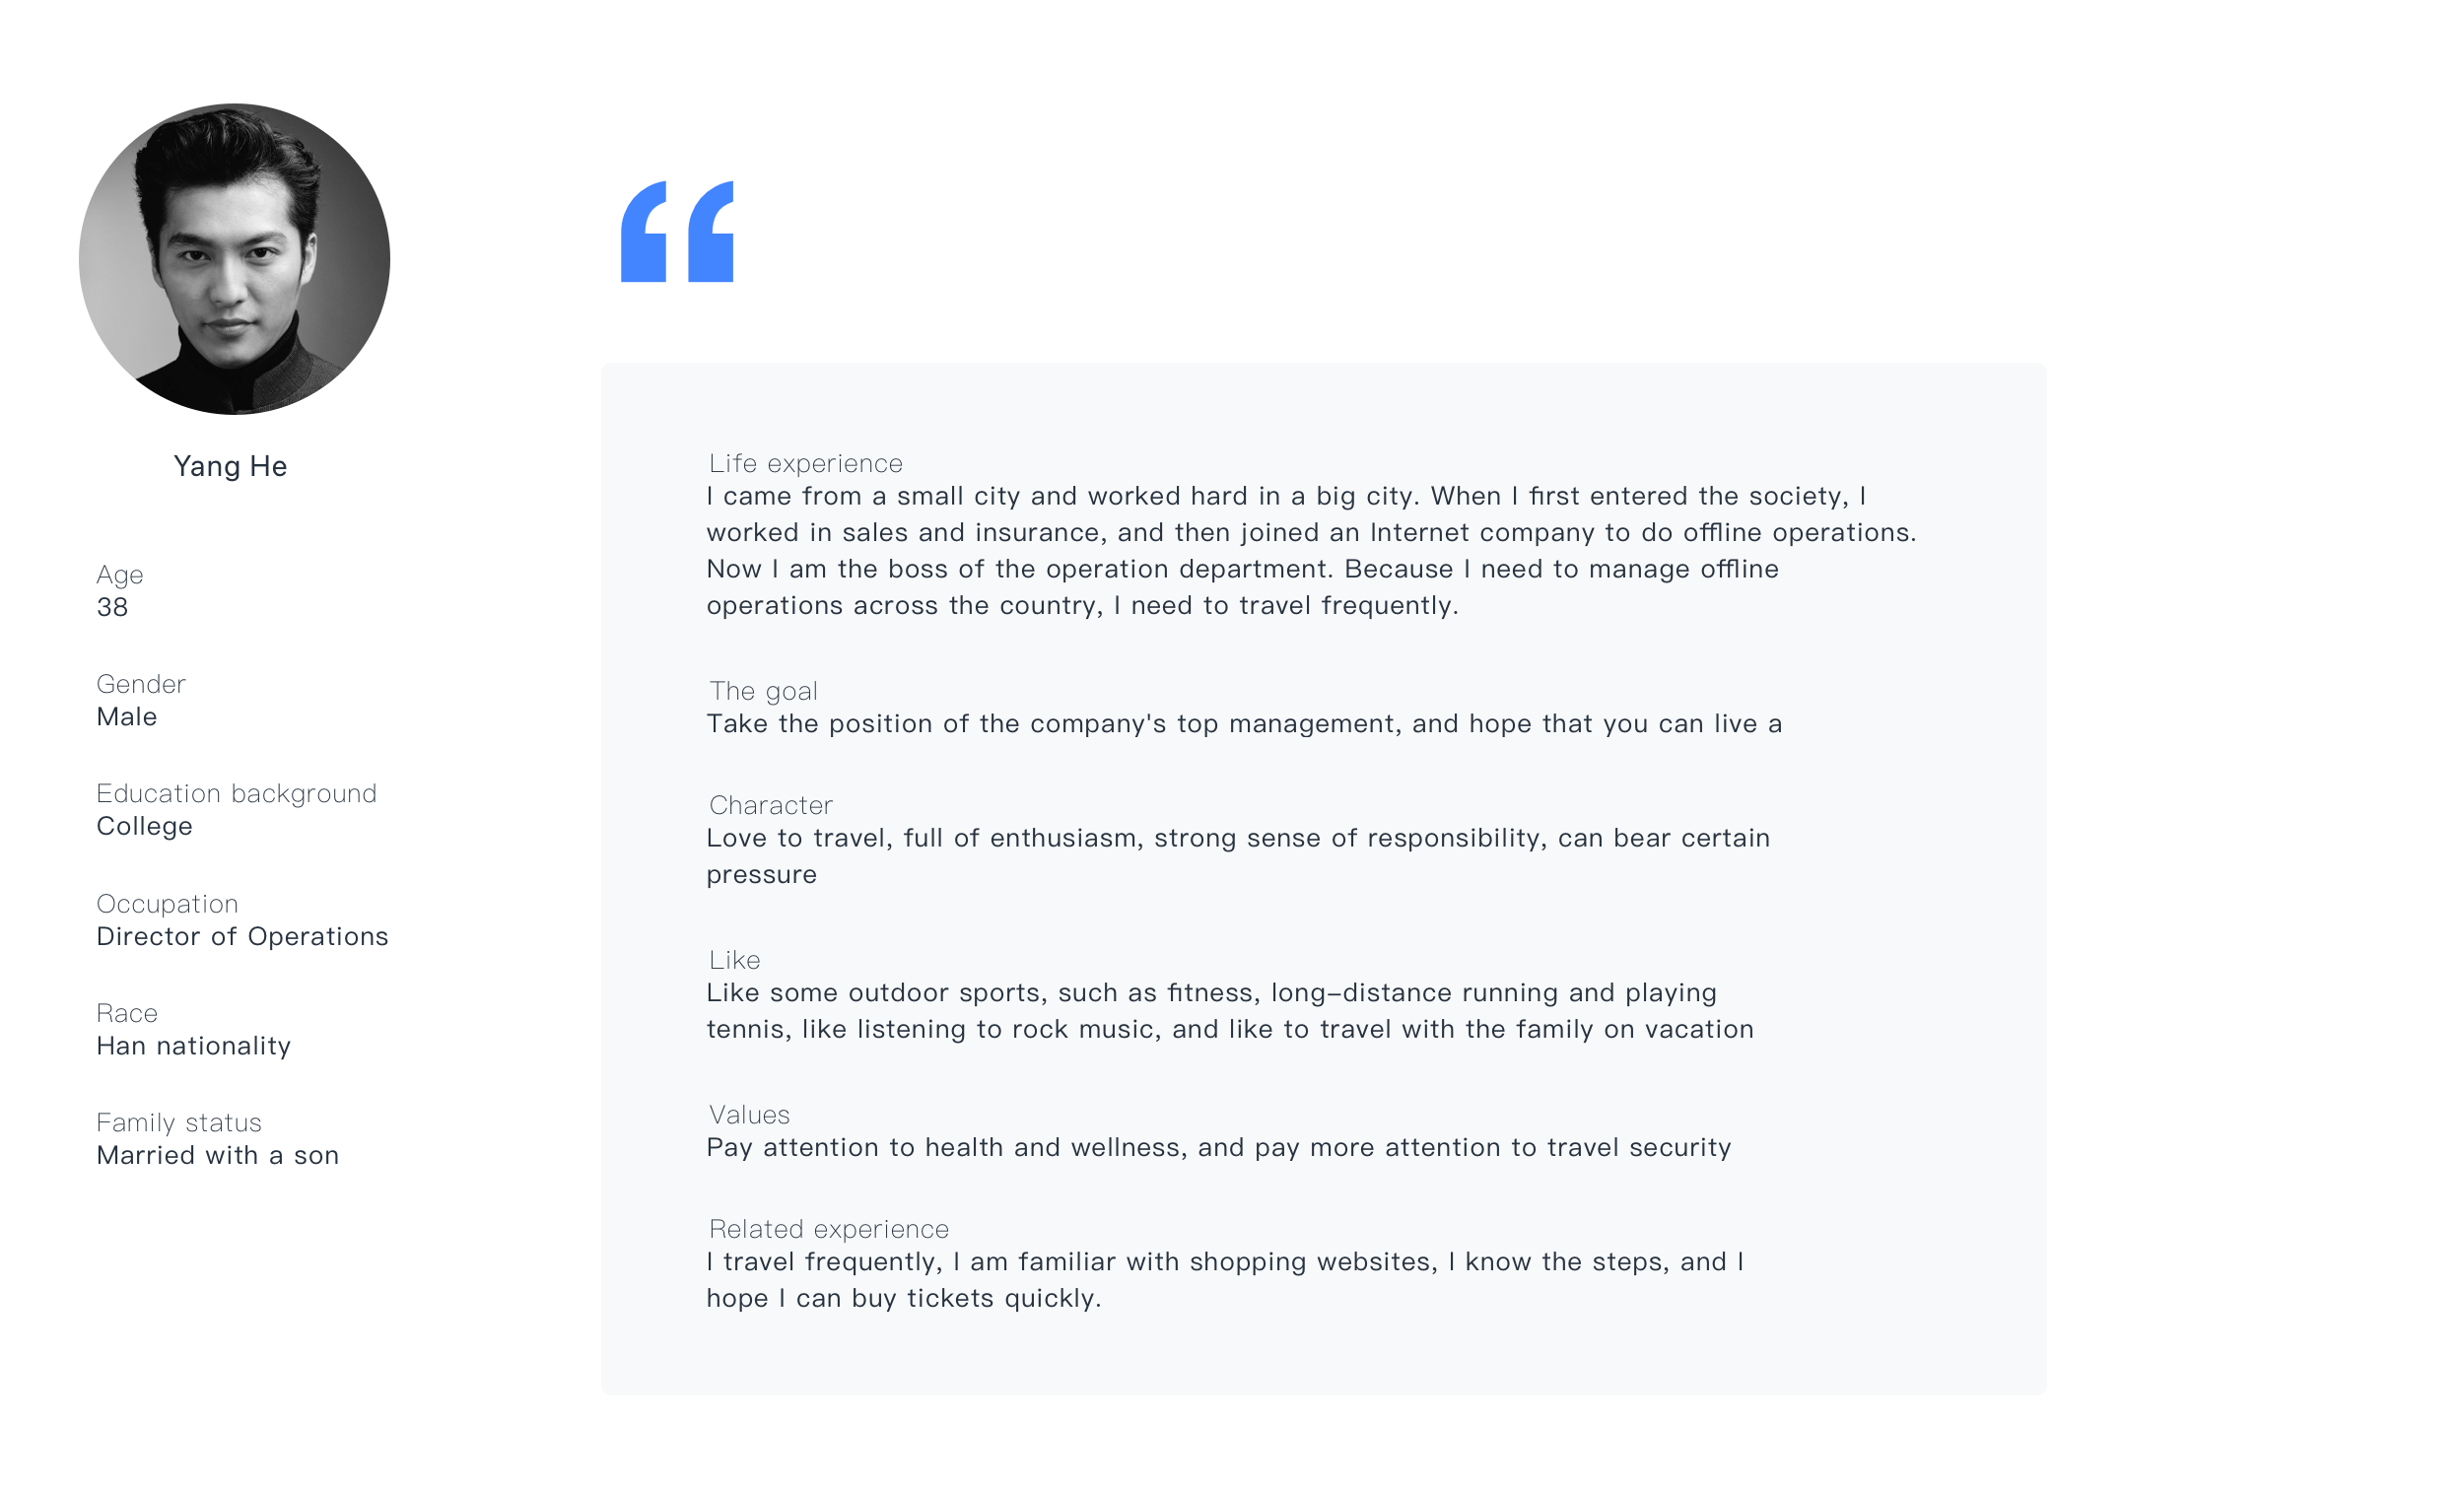 Yang He
Age
38
Gender
Male
Education background
College
Occupation
Director of Operations
Race
Han nationality
Family status
Married with a son
“
Life experience
I came from a small city and worked hard in a big city. When I first entered the society, I
worked in sales and insurance, and then joined an Internet company to do offline operations.
Now I am the boss of the operation department. Because I need to manage offline
operations across the country, I need to travel frequently.
The goal
Take the position of the company's top management, and hope that you can live a
Character
Love to travel, full of enthusiasm, strong sense of responsibility, can bear certain
pressure
Like
Like some outdoor sports, such as fitness, long–distance running and playing
tennis, like listening to rock music, and like to travel with the family on vacation
Values
Pay attention to health and wellness, and pay more attention to travel security
Related experience
I travel frequently, I am familiar with shopping websites, I know the steps, and I
hope I can buy tickets quickly.